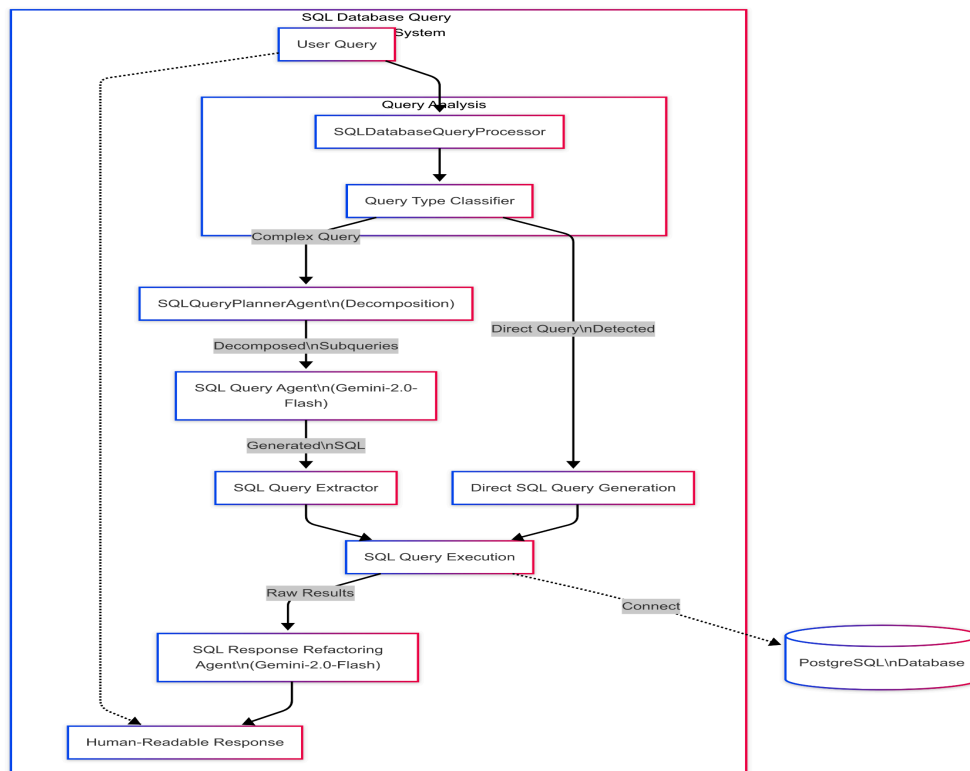 SQL Database Query
System
User Query
Query Analysis
SQLDatabaseQueryProcessor
Query Type Classifier
Complex Query
SQLQueryPlannerAgent\n(Decomposition)
Direct Query\nDetected
Decomposed\nSubqueries
SQL Query Agent\n(Gemini-2.0-
Flash)
Generated\nSQL
SQL Query Extractor
Direct SQL Query Generation
SQL Query Execution
Raw Results
Connect
SQL Response Refactoring
Agent\n(Gemini-2.0-Flash)
PostgreSQL\nDatabase
Human-Readable Response